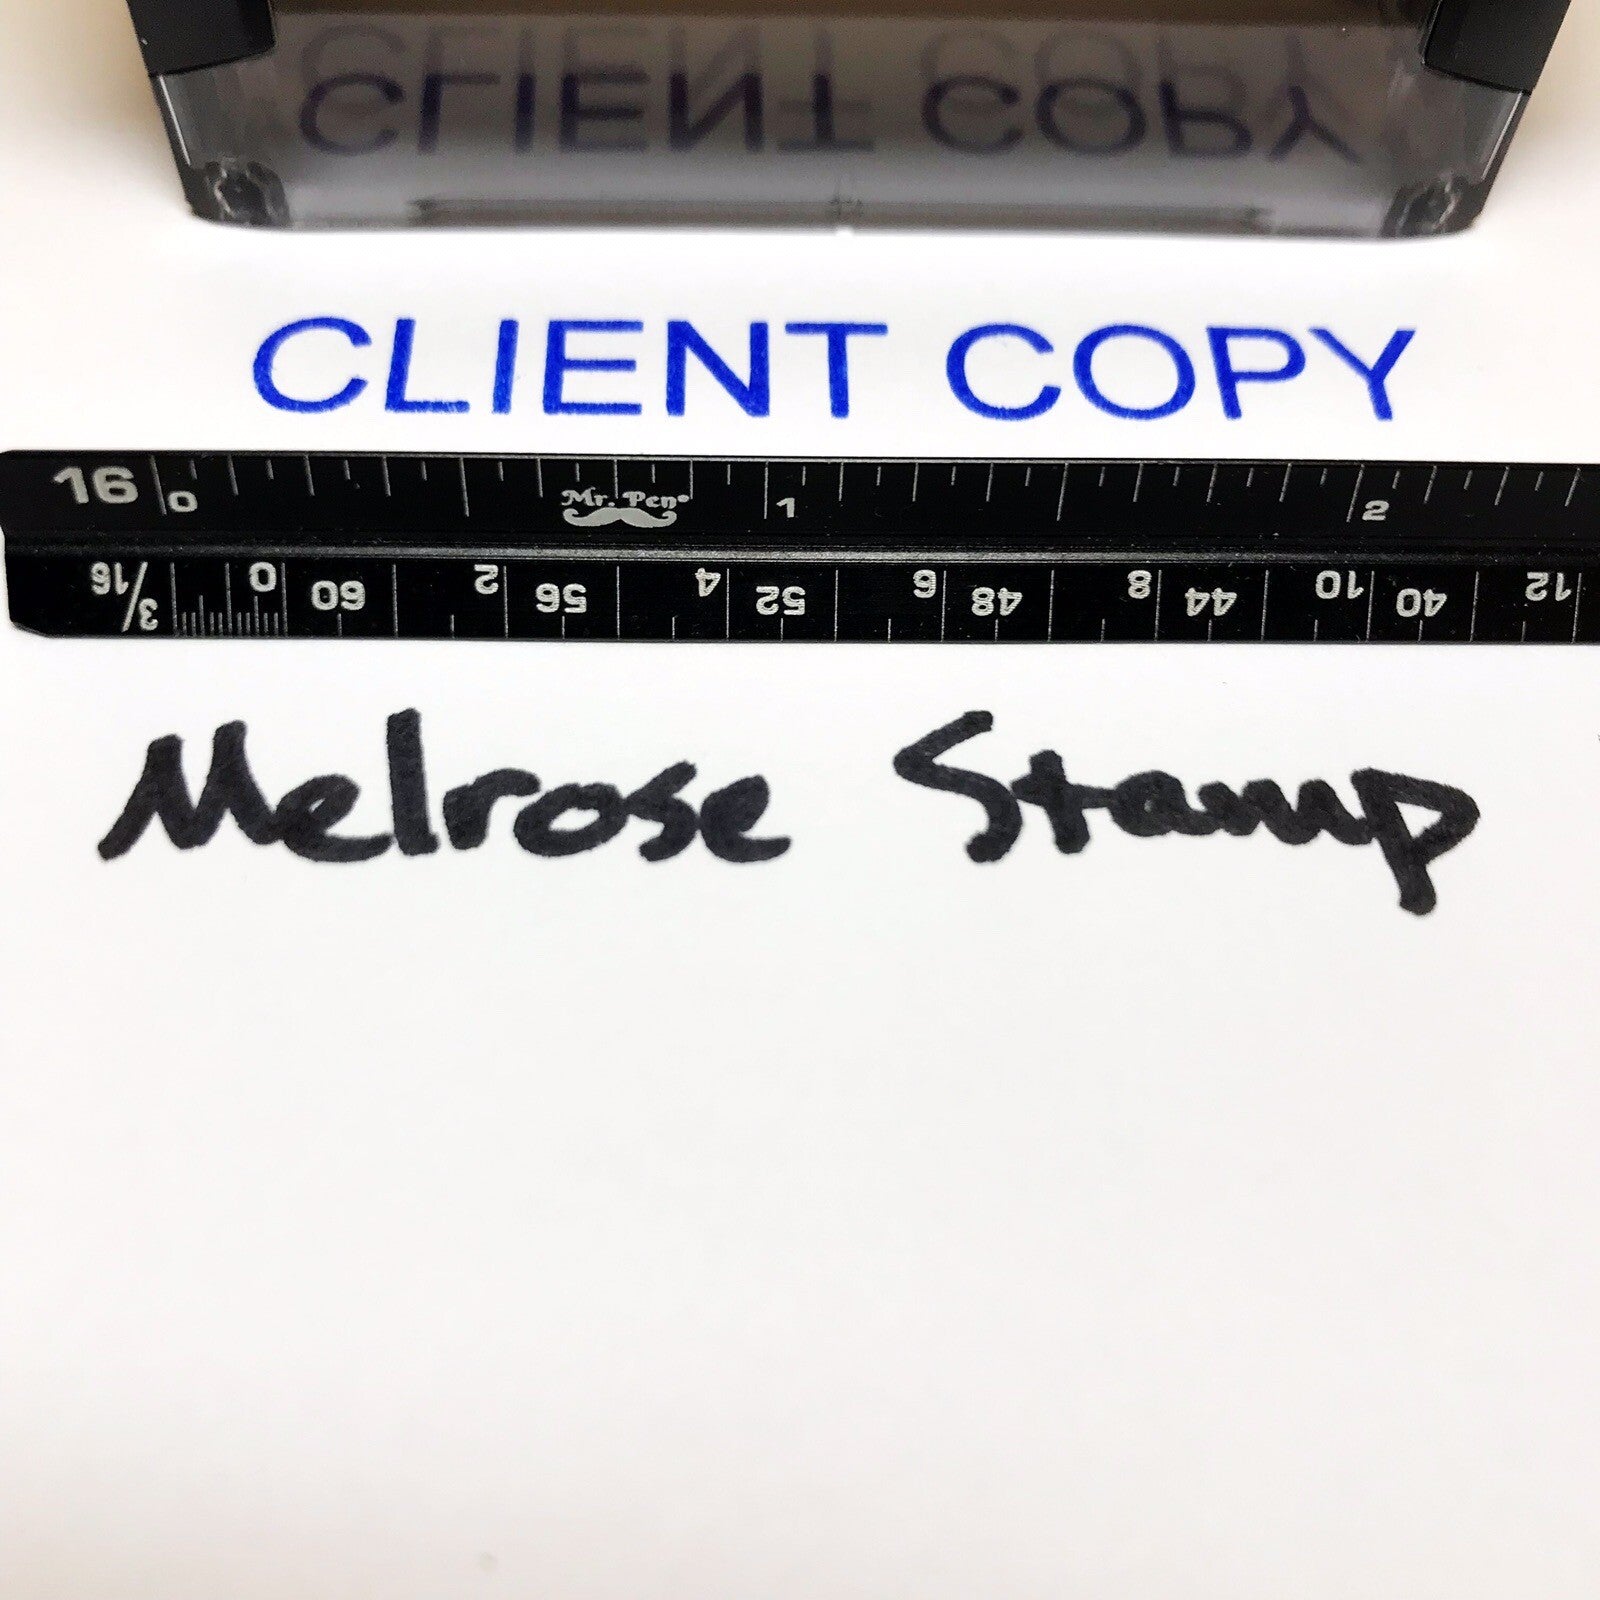 CLIENT COPY
CLIENT COPY
16 0 Mr. Pen® 1 2
3/16 0 60 2 56 4 52 6 48 8 44 10 40 12
Melrose Stamp